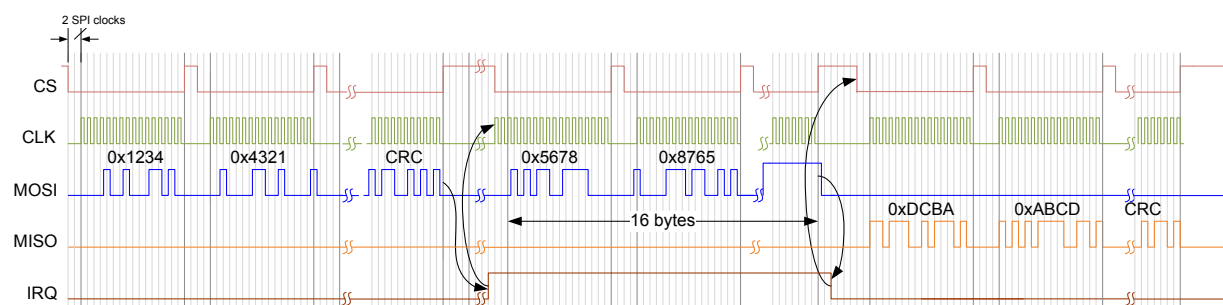 2 SPI clocks
CS
CLK
0x1234
0x4321
CRC
0x5678
0x8765
MOSI
16 bytes
0xDCBA
0xABCD
CRC
MISO
IRQ